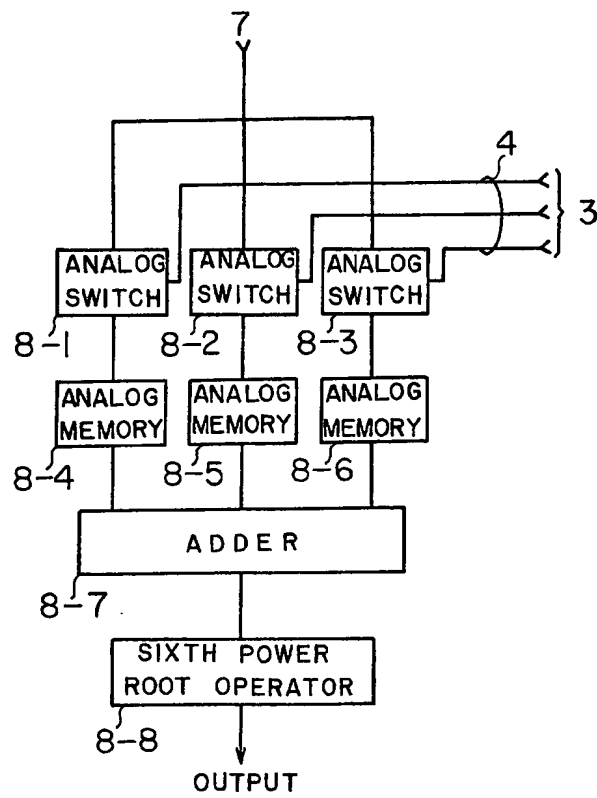 7
4
3
ANALOG
SWITCH
8-1
ANALOG
SWITCH
8-2
ANALOG
SWITCH
8-3
ANALOG
MEMORY
8-4
ANALOG
MEMORY
8-5
ANALOG
MEMORY
8-6
ADDER
8-7
SIXTH POWER
ROOT OPERATOR
8-8
OUTPUT